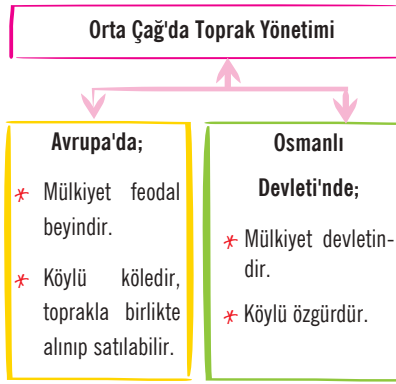 Orta Çağ'da Toprak Yönetimi
Avrupa'da;
* Mülkiyet feodal
beyindir.
* Köylü köledir,
toprakla birlikte
alınıp satılabilir.
Osmanlı
Devleti'nde;
* Mülkiyet devletin-
dir.
* Köylü özgürdür.